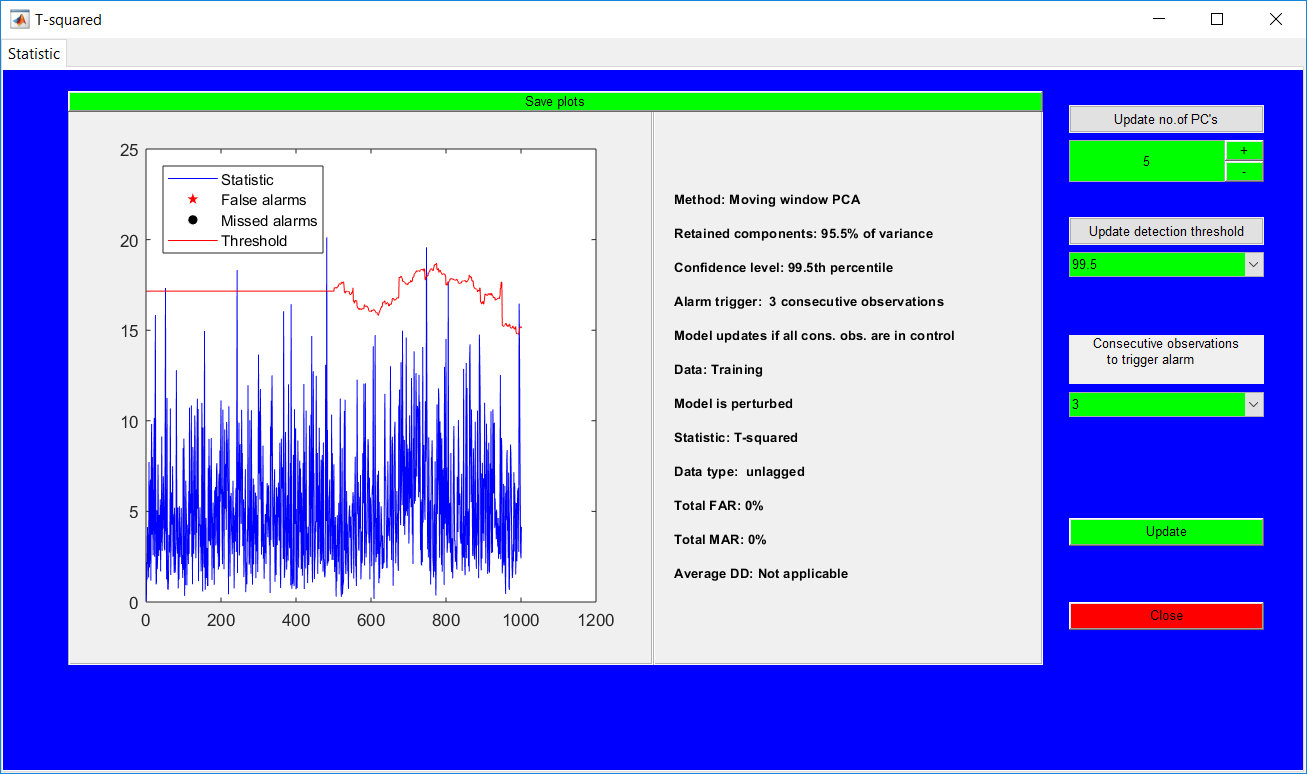 T-squared
Statistic
Save plots
25
20
15
10
5
0
0 200 400 600 800 1000 1200
Statistic
False alarms
Missed alarms
Threshold
Method: Moving window PCA
Retained components: 95.5% of variance
Confidence level: 99.5th percentile
Alarm trigger:  3 consecutive observations
Model updates if all cons. obs. are in control
Data: Training
Model is perturbed
Statistic: T-squared
Data type:  unlagged
Total FAR: 0%
Total MAR: 0%
Average DD: Not applicable
Update no.of PC's
5
+
-
Update detection threshold
99.5
Consecutive observations
to trigger alarm
3
Update
Close